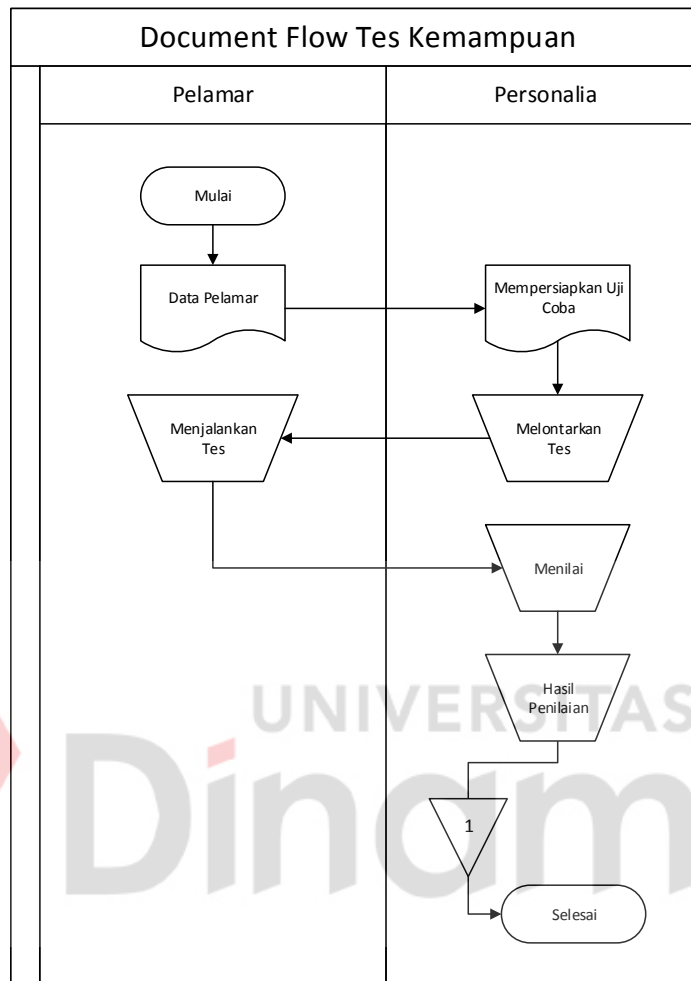 Document Flow Tes Kemampuan
Pelamar
Personalia
Mulai
Data Pelamar
Mempersiapkan Uji
Coba
Menjalankan
Tes
Melontarkan
Tes
Menilai
Hasil
Penilaian
1
Selesai
UNIVERSITAS
Dinam